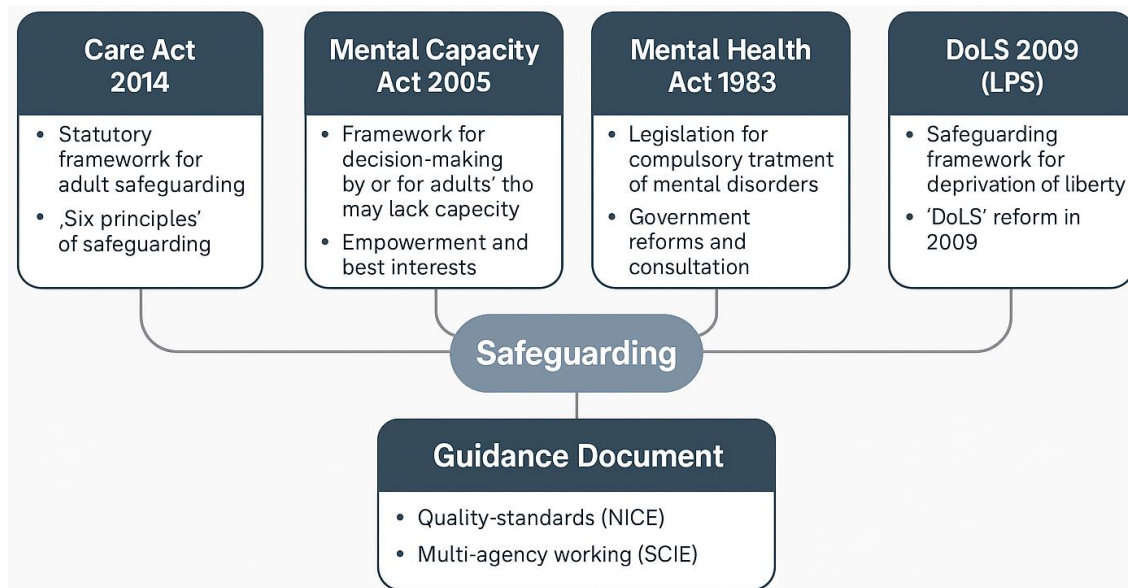 Care Act
2014
• Statutory
frameworrk for
adult safeguarding
• ‚Six principles’
of safeguarding
Mental Capacity
Act 2005
• Framework for
decision-making
by or for adults’ tho
may lack capacity
• Empowerment and
best interests
Mental Health
Act 1983
• Legislation for
compulsory tratment
of mental disorders
• Government
reforms and
consultation
DoLS 2009
(LPS)
• Safeguarding
framework for
deprivation of liberty
• ‘DoLS’ reform in
2009
Safeguarding
Guidance Document
• Quality-standards (NICE)
• Multi-agency working (SCIE)